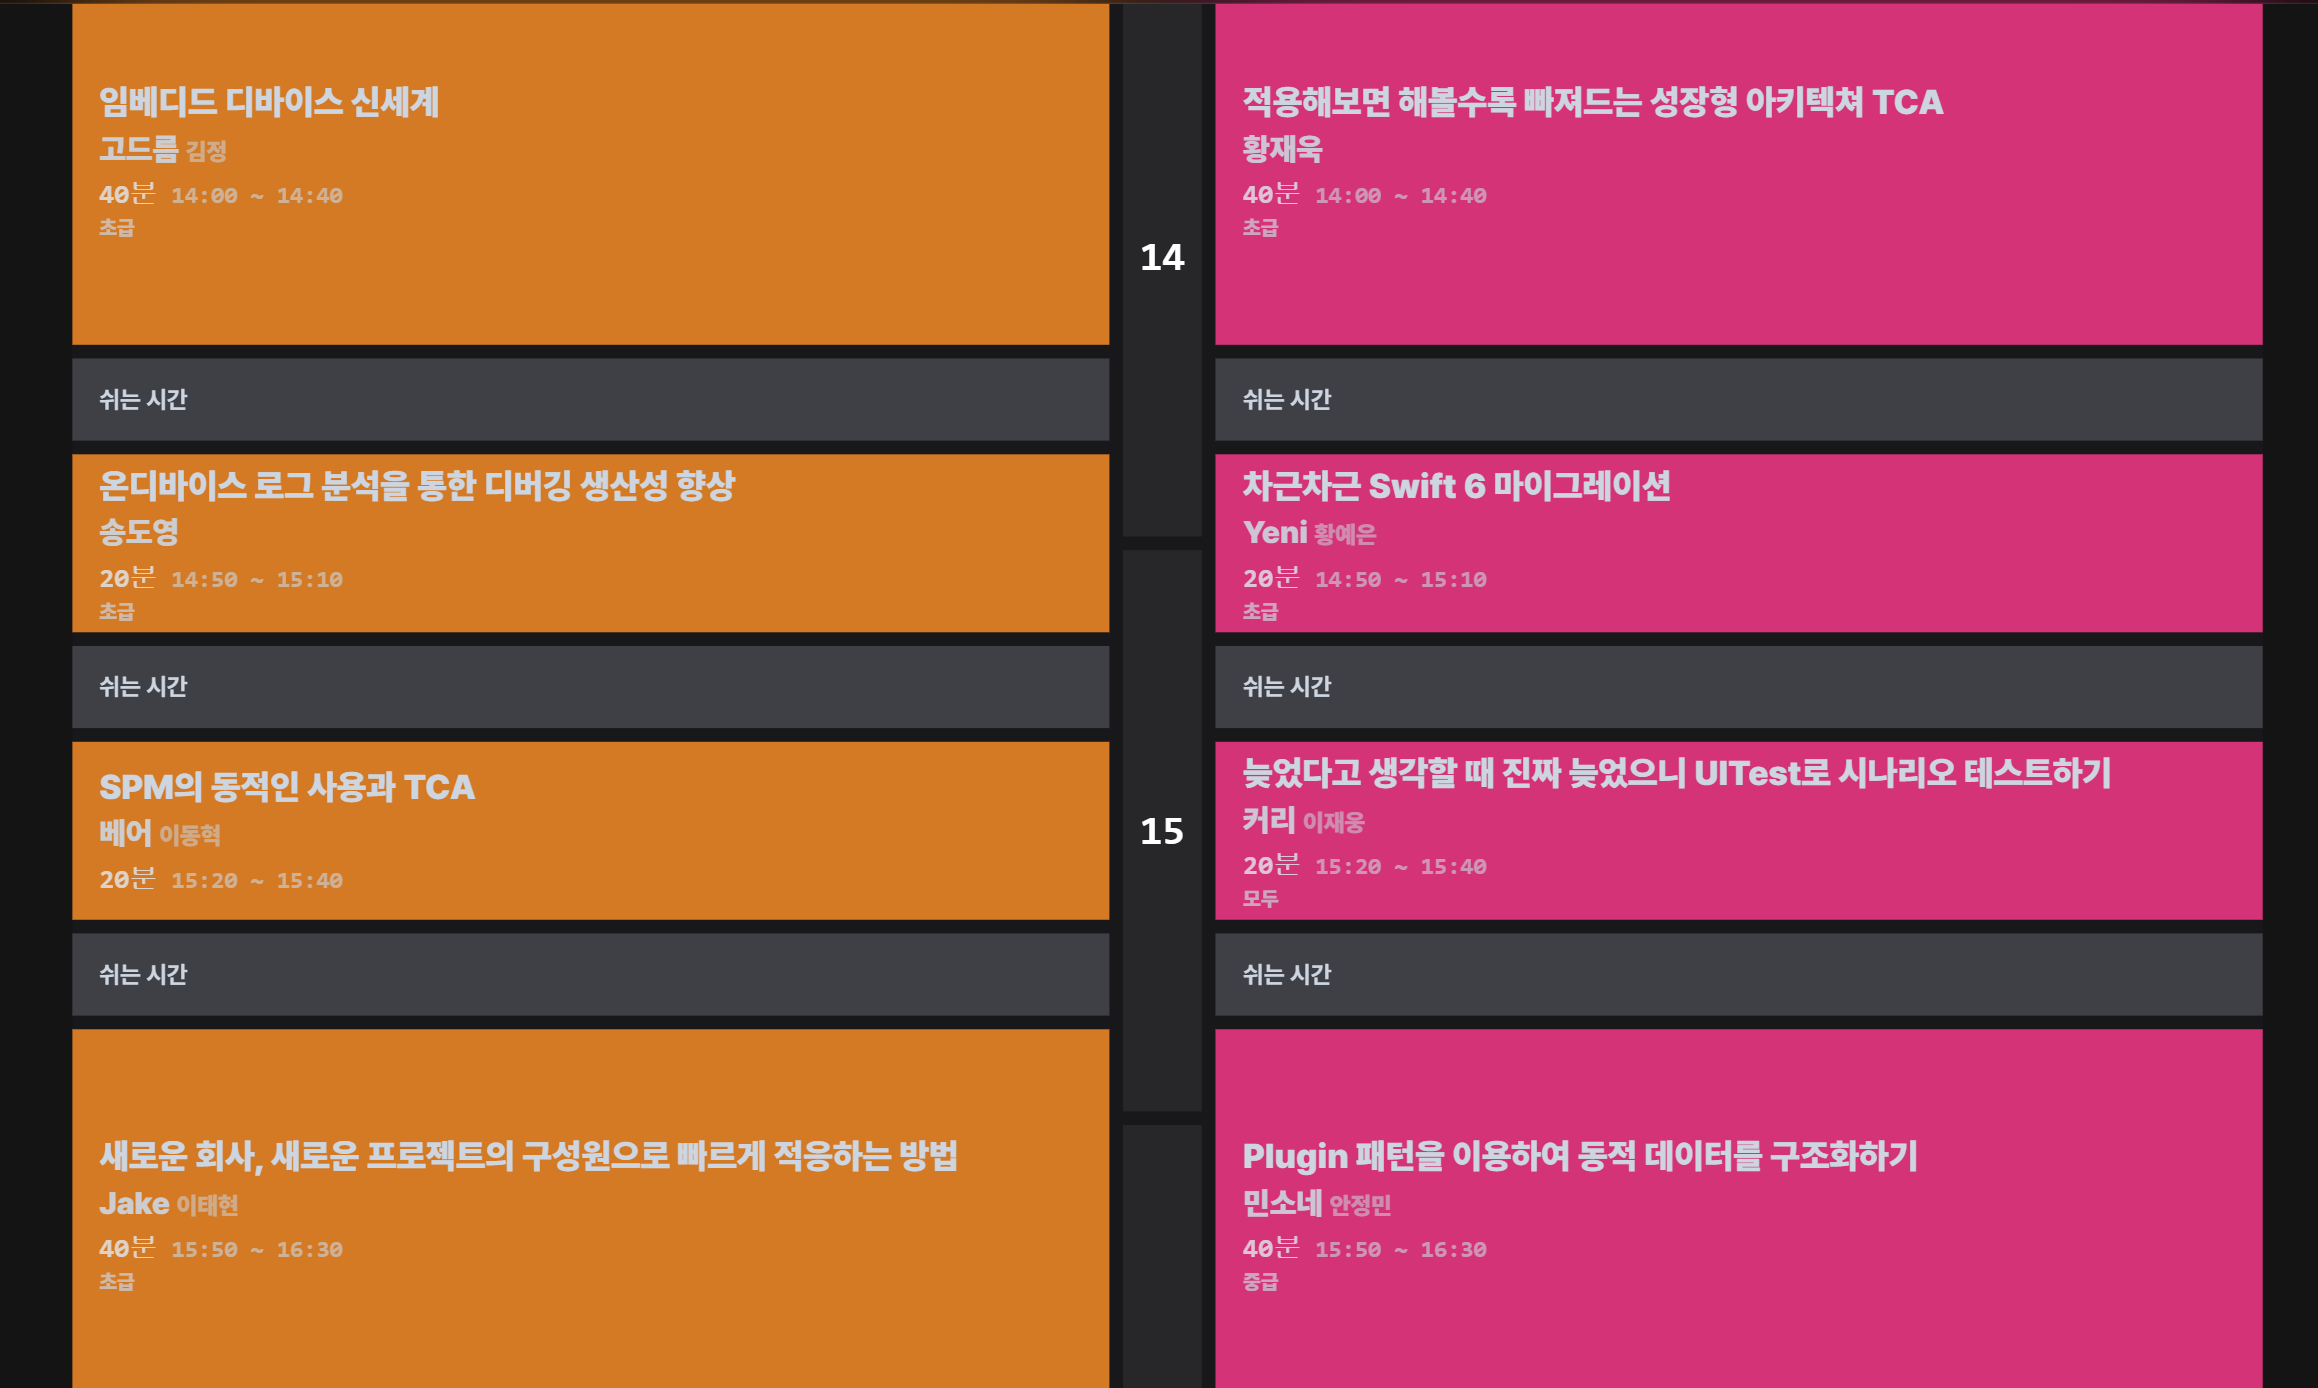 임베디드 디바이스 신세계
고드름 김정
40분 14:00 ~ 14:40
초급
쉬는 시간
온디바이스 로그 분석을 통한 디버깅 생산성 향상
송도영
20분 14:50 ~ 15:10
초급
쉬는 시간
SPM의 동적인 사용과 TCA
베어 이동혁
20분 15:20 ~ 15:40
쉬는 시간
새로운 회사, 새로운 프로젝트의 구성원으로 빠르게 적응하는 방법
Jake 이태현
40분 15:50 ~ 16:30
초급
14
15
적용해보면 해볼수록 빠져드는 성장형 아키텍쳐 TCA
황재욱
40분 14:00 ~ 14:40
초급
쉬는 시간
차근차근 Swift 6 마이그레이션
Yeni 황예은
20분 14:50 ~ 15:10
초급
쉬는 시간
늦었다고 생각할 때 진짜 늦었으니 UITest로 시나리오 테스트하기
커리 이재웅
20분 15:20 ~ 15:40
모두
쉬는 시간
Plugin 패턴을 이용하여 동적 데이터를 구조화하기
민소네 안정민
40분 15:50 ~ 16:30
중급